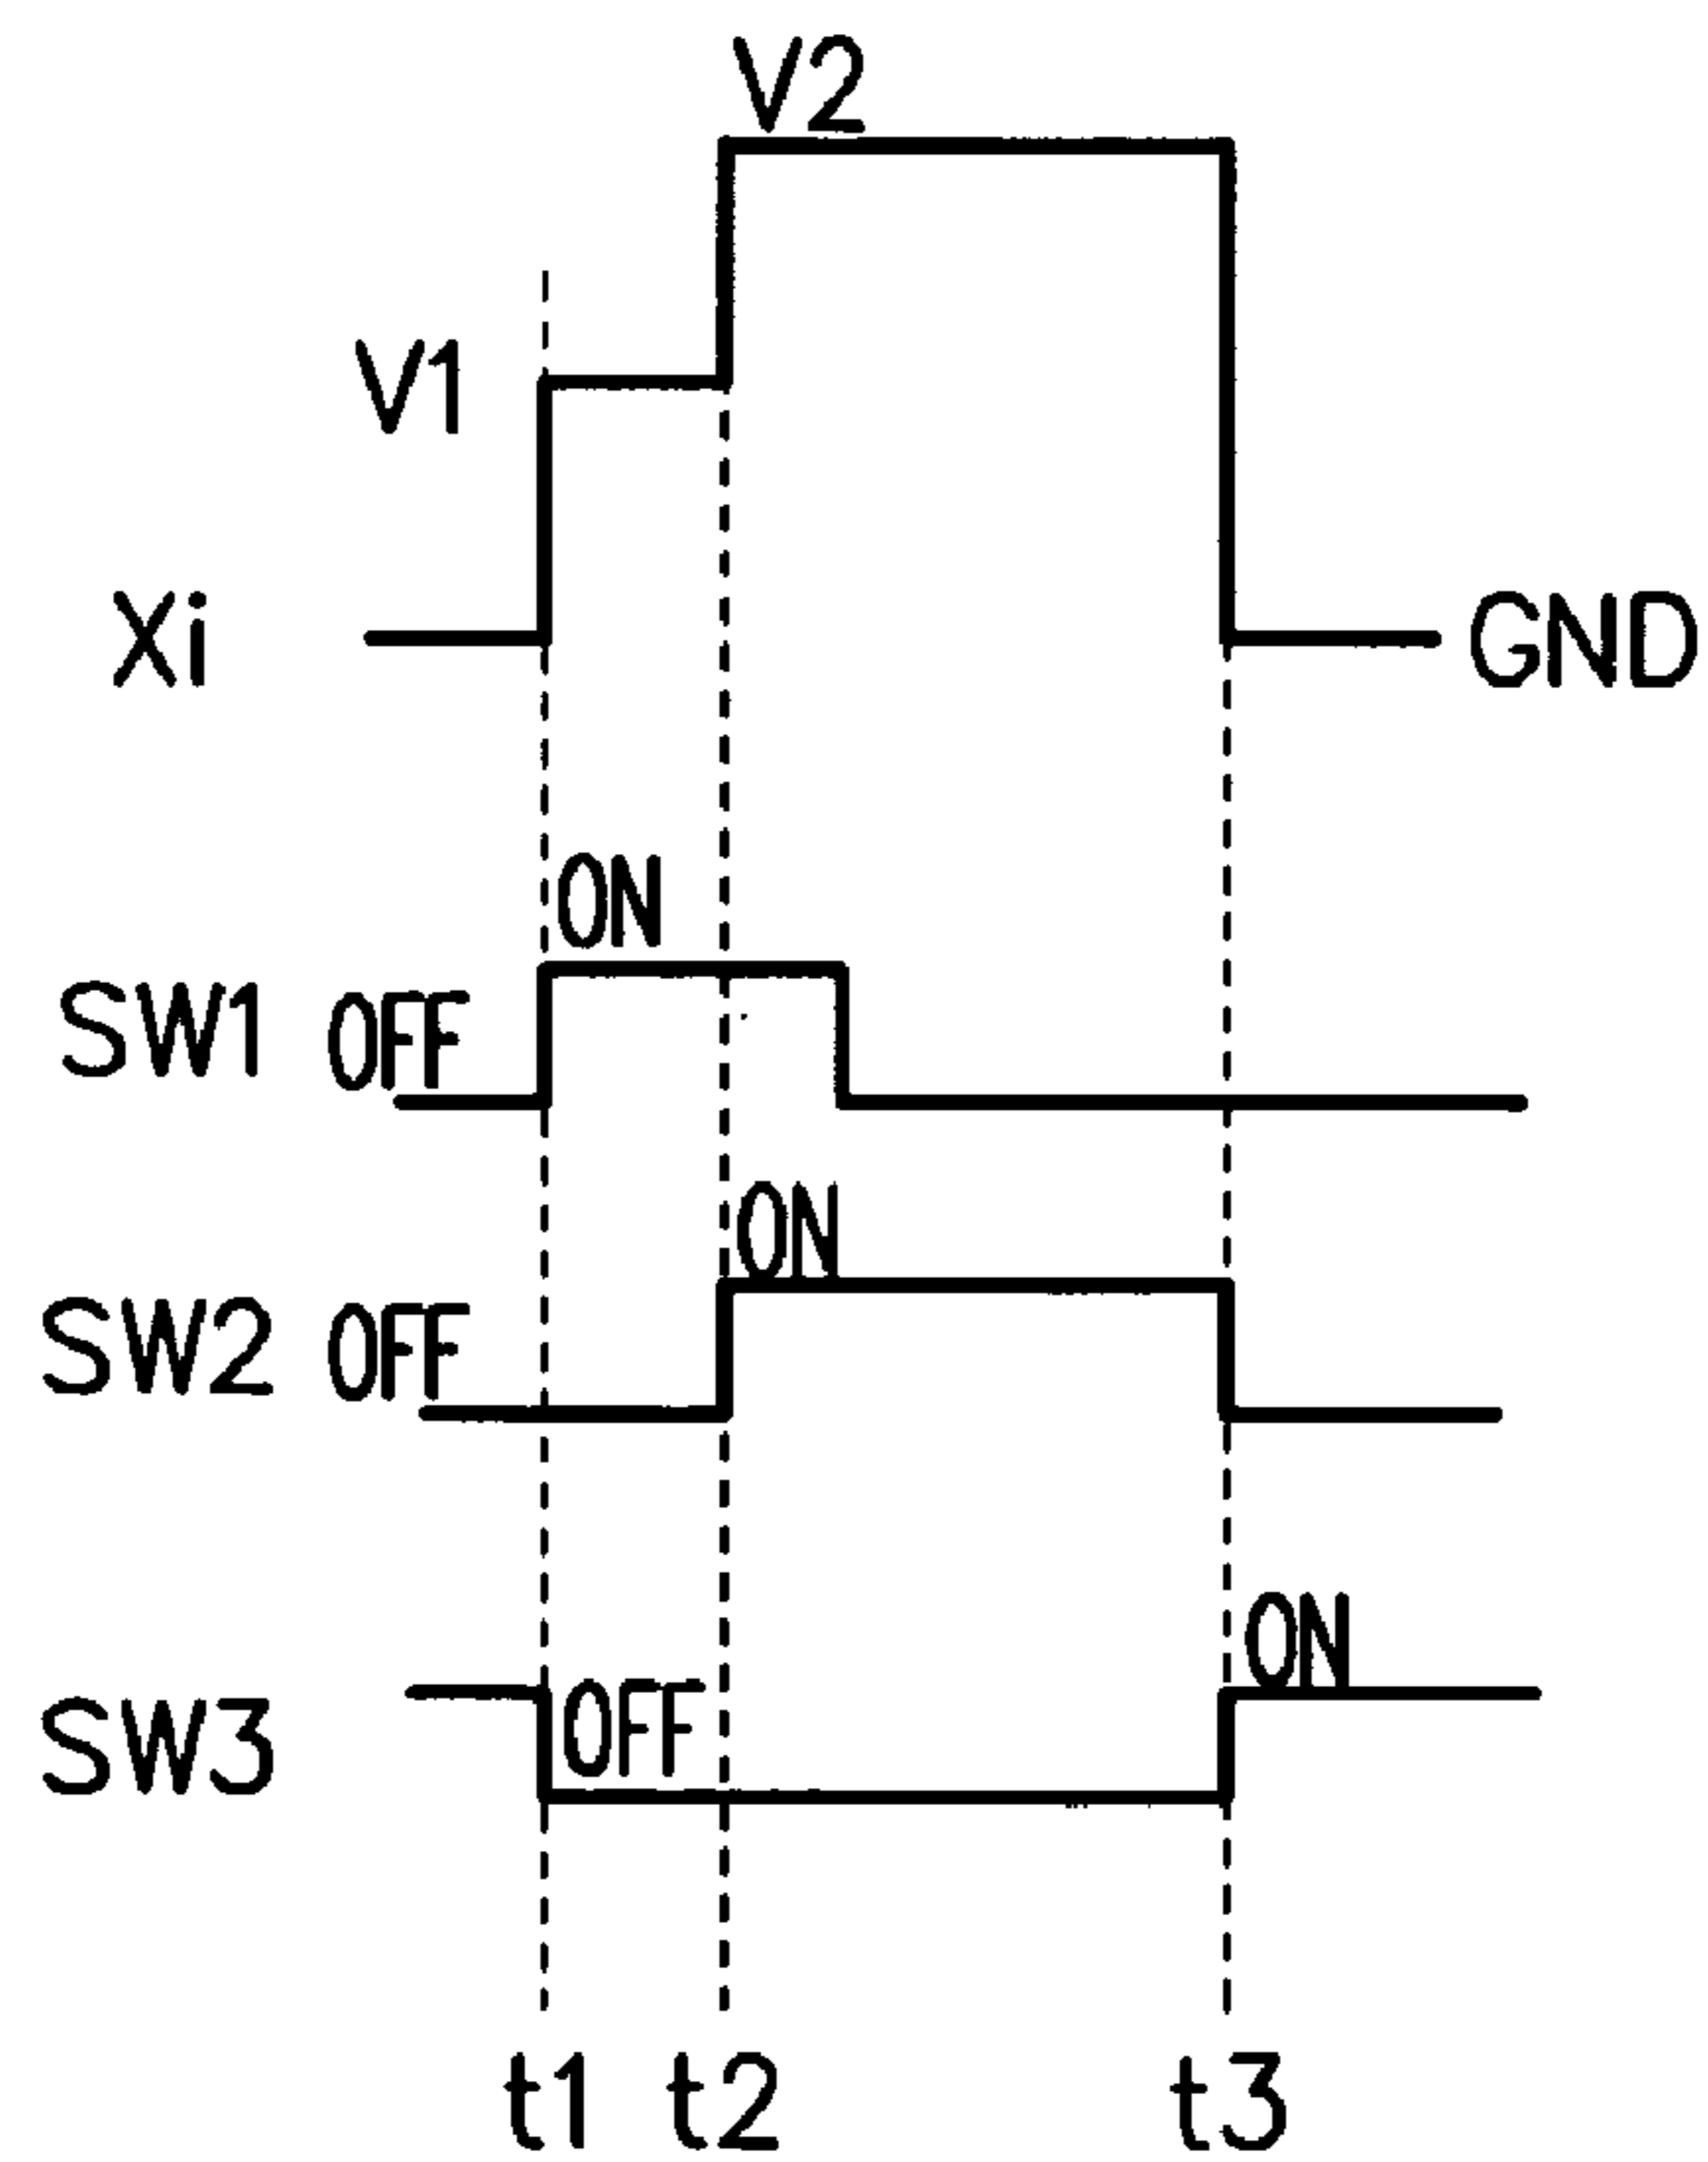 V2
V1
Xi
GND
ON
SW1 OFF
ON
SW2 OFF
ON
SW3 OFF
t1 t2 t3